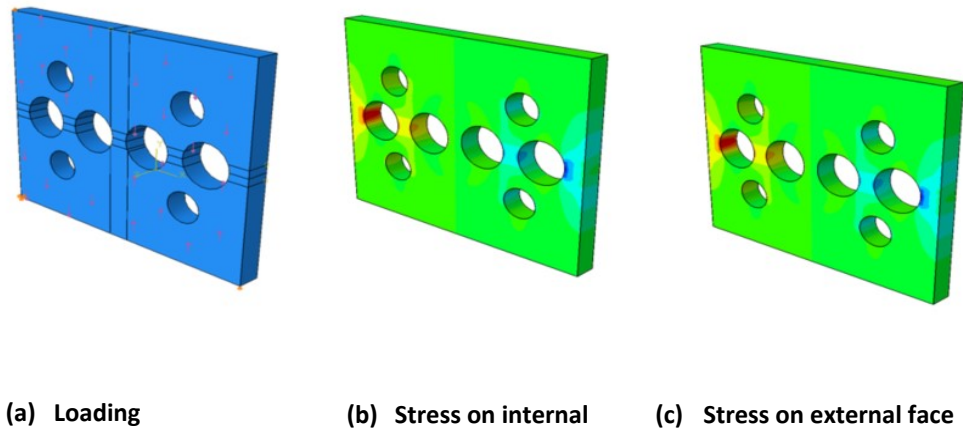 (a) Loading
(b) Stress on internal
(c) Stress on external face